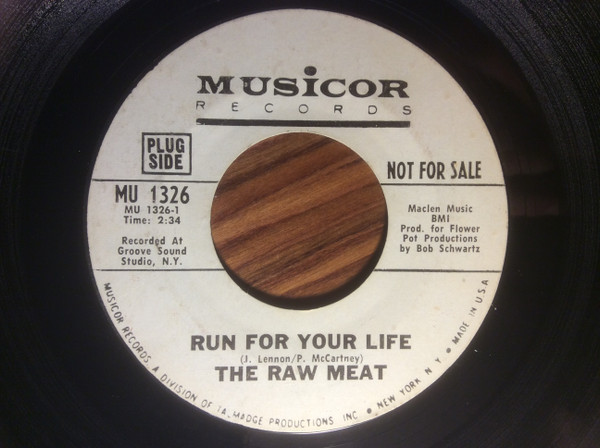 MUSICOR
RECORDS
PLUG
SIDE
NOT FOR SALE
MU 1326
MU 1326-1
Time: 2:34
Recorded At
Groove Sound
Studio, N.Y.
Maclen Music
BMI
Prod. for Flower
Pot Productions
by Bob Schwartz
RUN FOR YOUR LIFE
(J. Lennon/P. McCartney)
THE RAW MEAT
MUSICOR RECORDS A DIVISION OF TALMADGE PRODUCTIONS INC • NEW YORK N.Y. • MADE IN U.S.A.